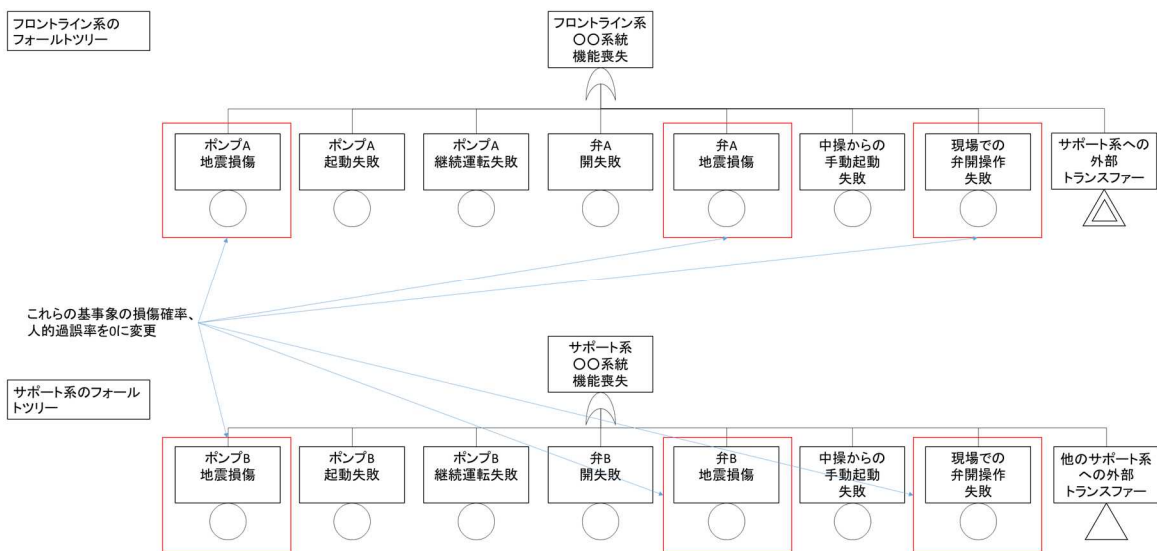 フロントライン系の
フォールトツリー
フロントライン系
〇〇系統
機能喪失
ポンプA
地震損傷
ポンプA
起動失敗
ポンプA
継続運転失敗
弁A
開失敗
弁A
地震損傷
中操からの
手動起動
失敗
現場での
弁開操作
失敗
サポート系への
外部
トランスファー
これらの基事象の損傷確率、
人的過誤率を0に変更
サポート系
〇〇系統
機能喪失
サポート系のフォール
トツリー
ポンプB
地震損傷
ポンプB
起動失敗
ポンプB
継続運転失敗
弁B
開失敗
弁B
地震損傷
中操からの
手動起動
失敗
現場での
弁開操作
失敗
他のサポート系
への外部
トランスファー